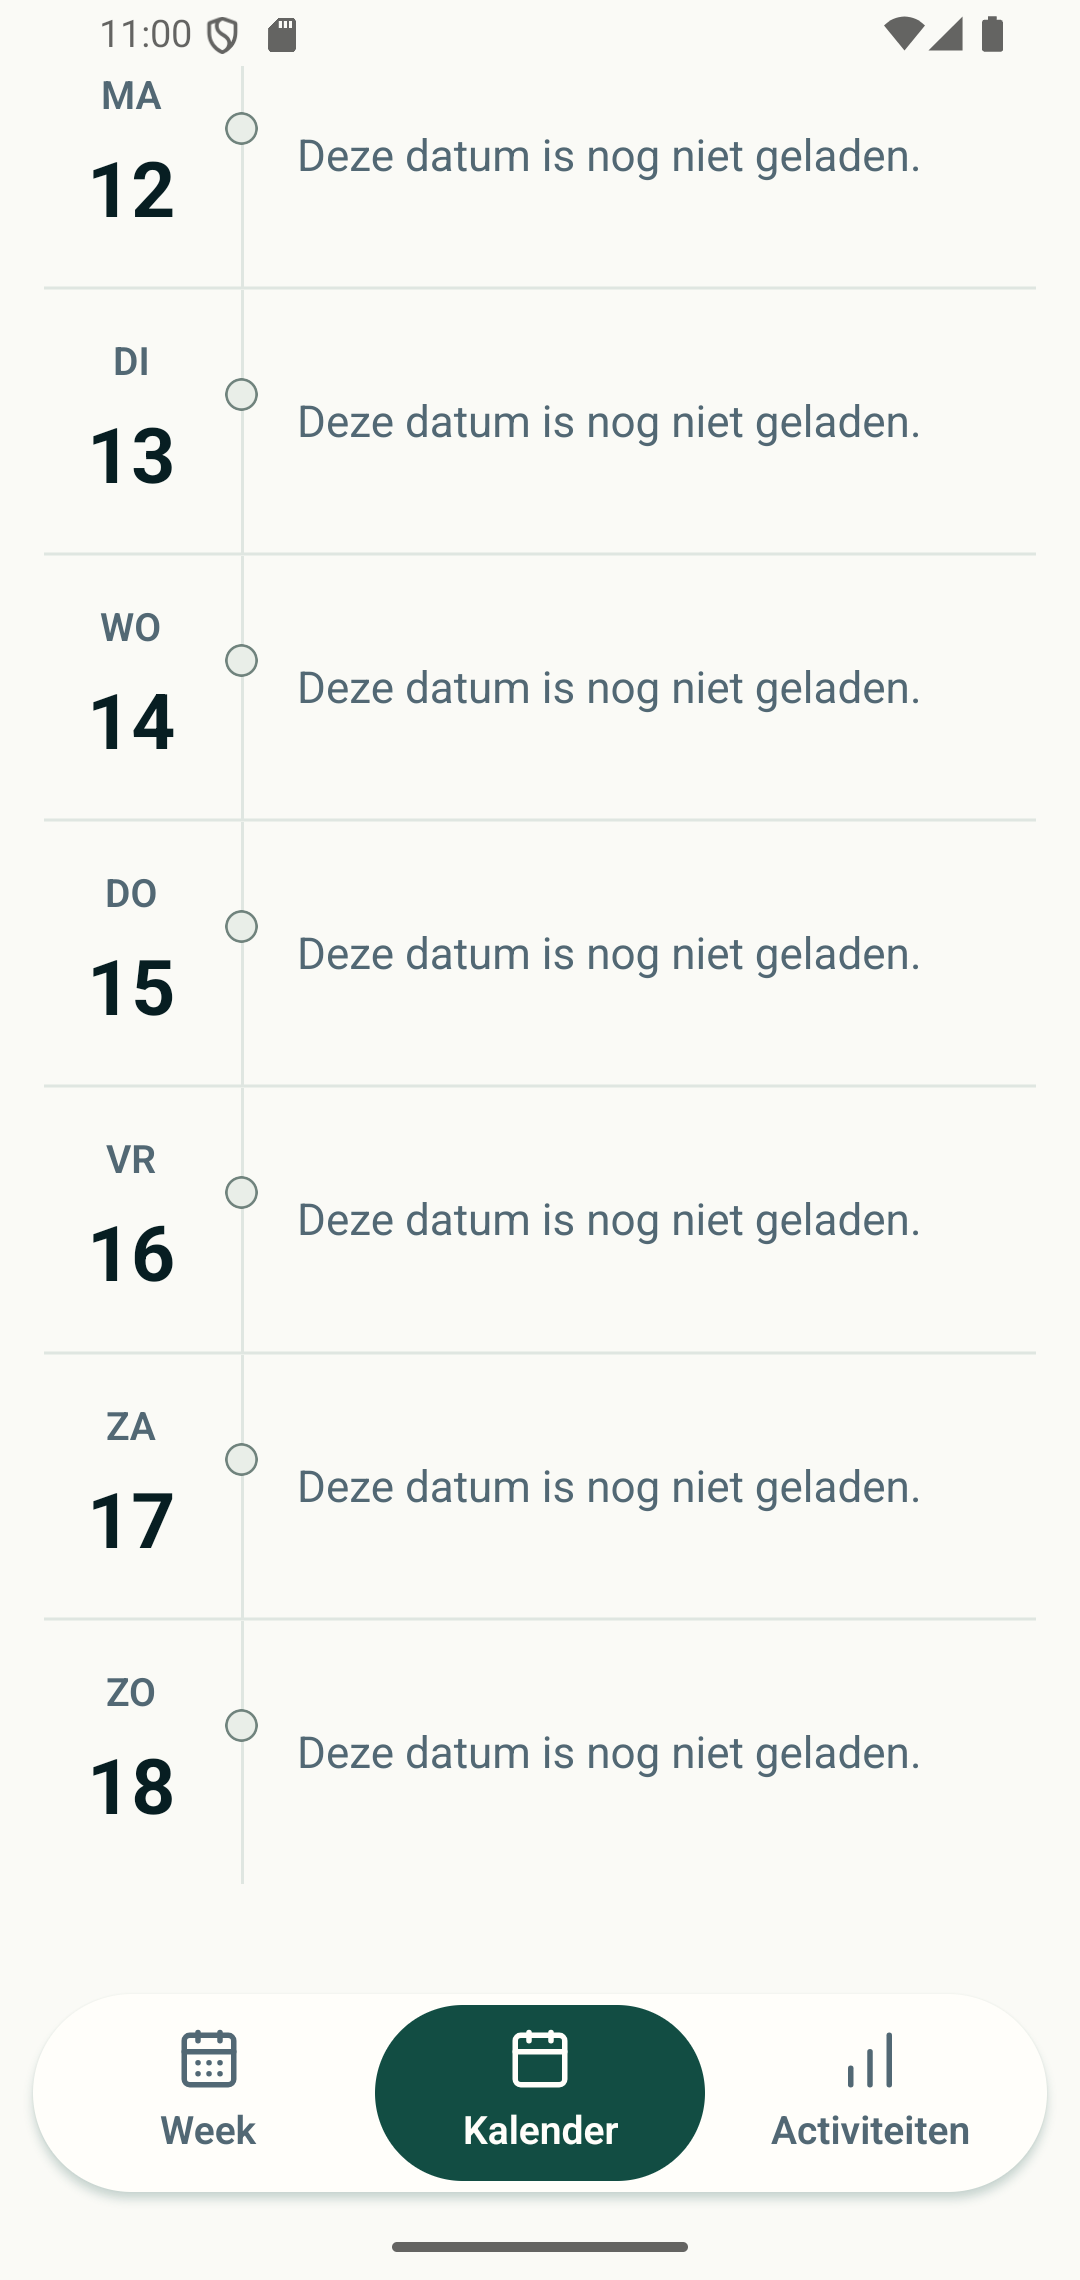 11:00
MA
12
Deze datum is nog niet geladen.
DI
13
Deze datum is nog niet geladen.
WO
14
Deze datum is nog niet geladen.
DO
15
Deze datum is nog niet geladen.
VR
16
Deze datum is nog niet geladen.
ZA
17
Deze datum is nog niet geladen.
ZO
18
Deze datum is nog niet geladen.
Week
Kalender
Activiteiten